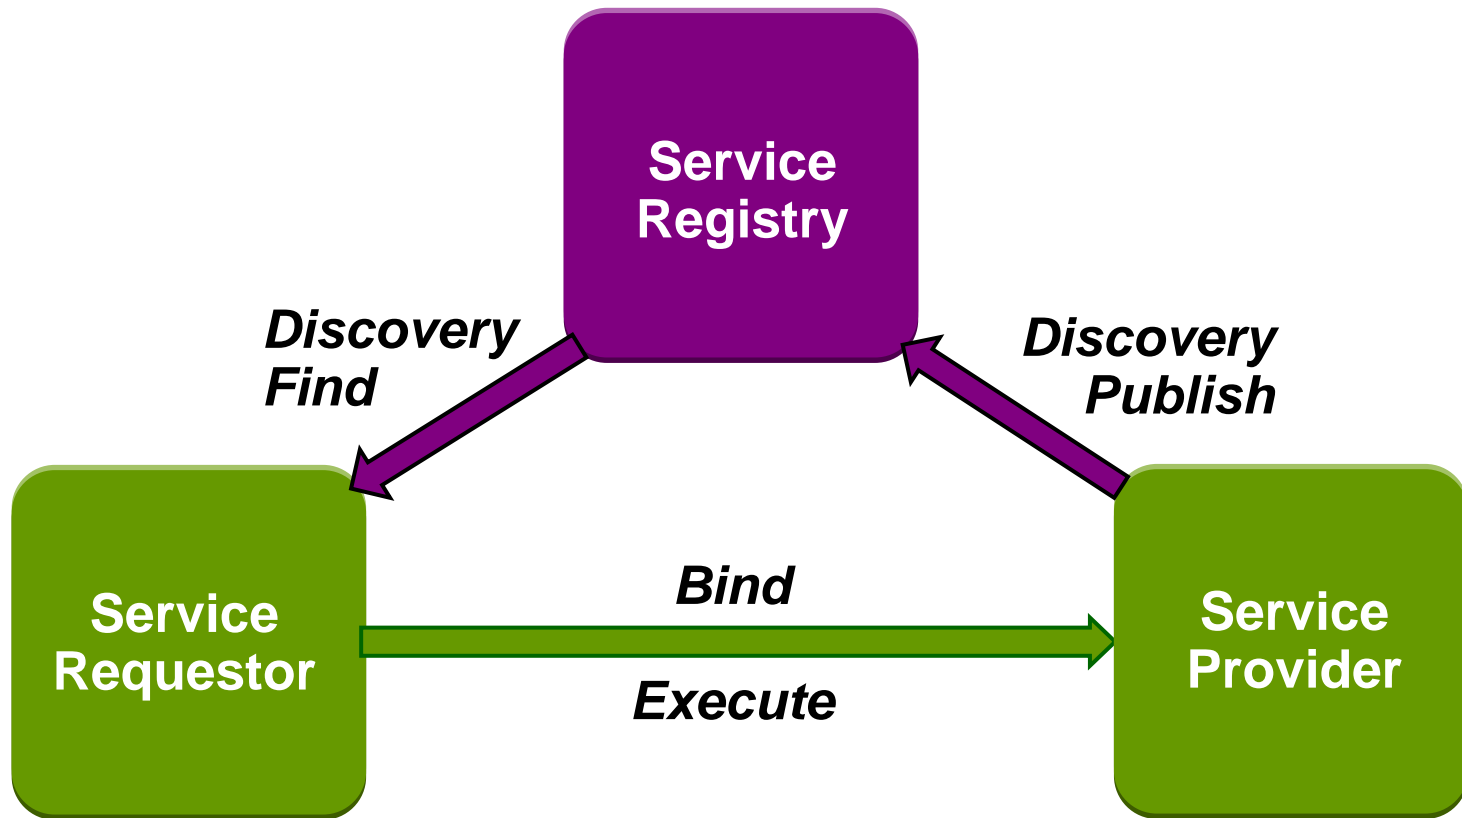 Service
Registry
Discovery
Find
Discovery
Publish
Bind
Execute
Service
Requestor
Service
Provider